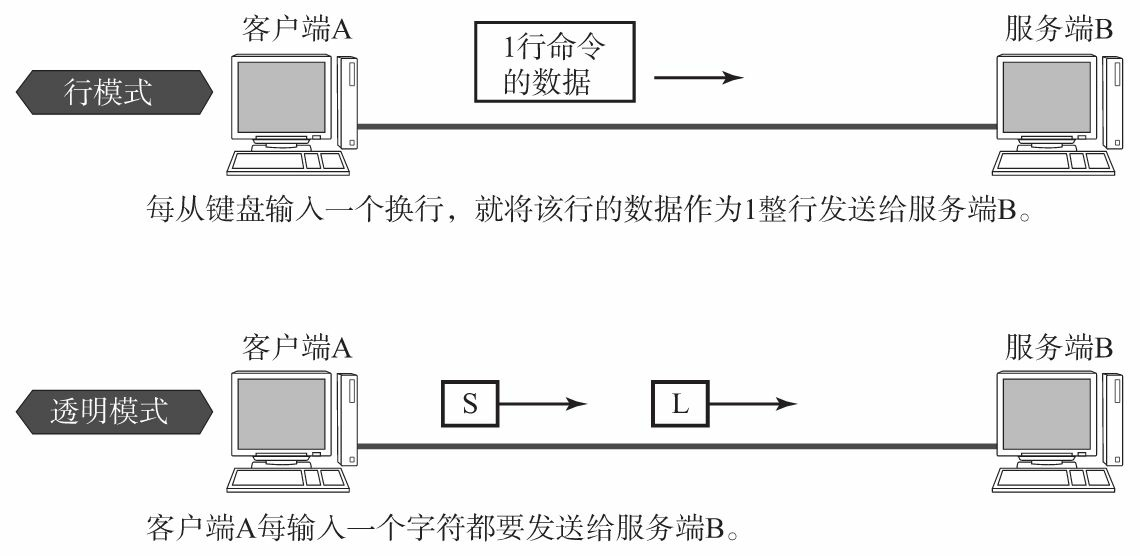 客户端A
服务端B
1行命令
的数据
行模式
每从键盘输入一个换行，就将该行的数据作为1整行发送给服务端B。
客户端A
服务端B
S
L
透明模式
客户端A每输入一个字符都要发送给服务端B。